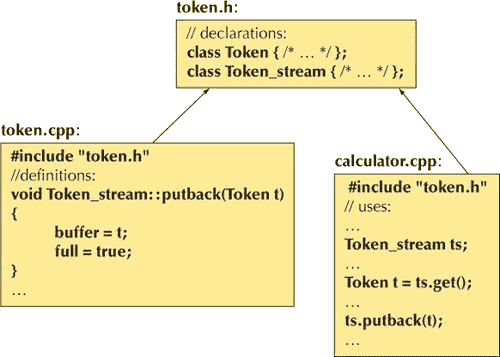 token.h:
// declarations:
class Token { /* … */ };
class Token_stream { /* … */ };
token.cpp:
#include "token.h"
//definitions:
void Token_stream::putback(Token t)
{
buffer = t;
full = true;
}
…
calculator.cpp:
#include "token.h"
// uses:
…
Token_stream ts;
…
Token t = ts.get();
…
ts.putback(t);
…